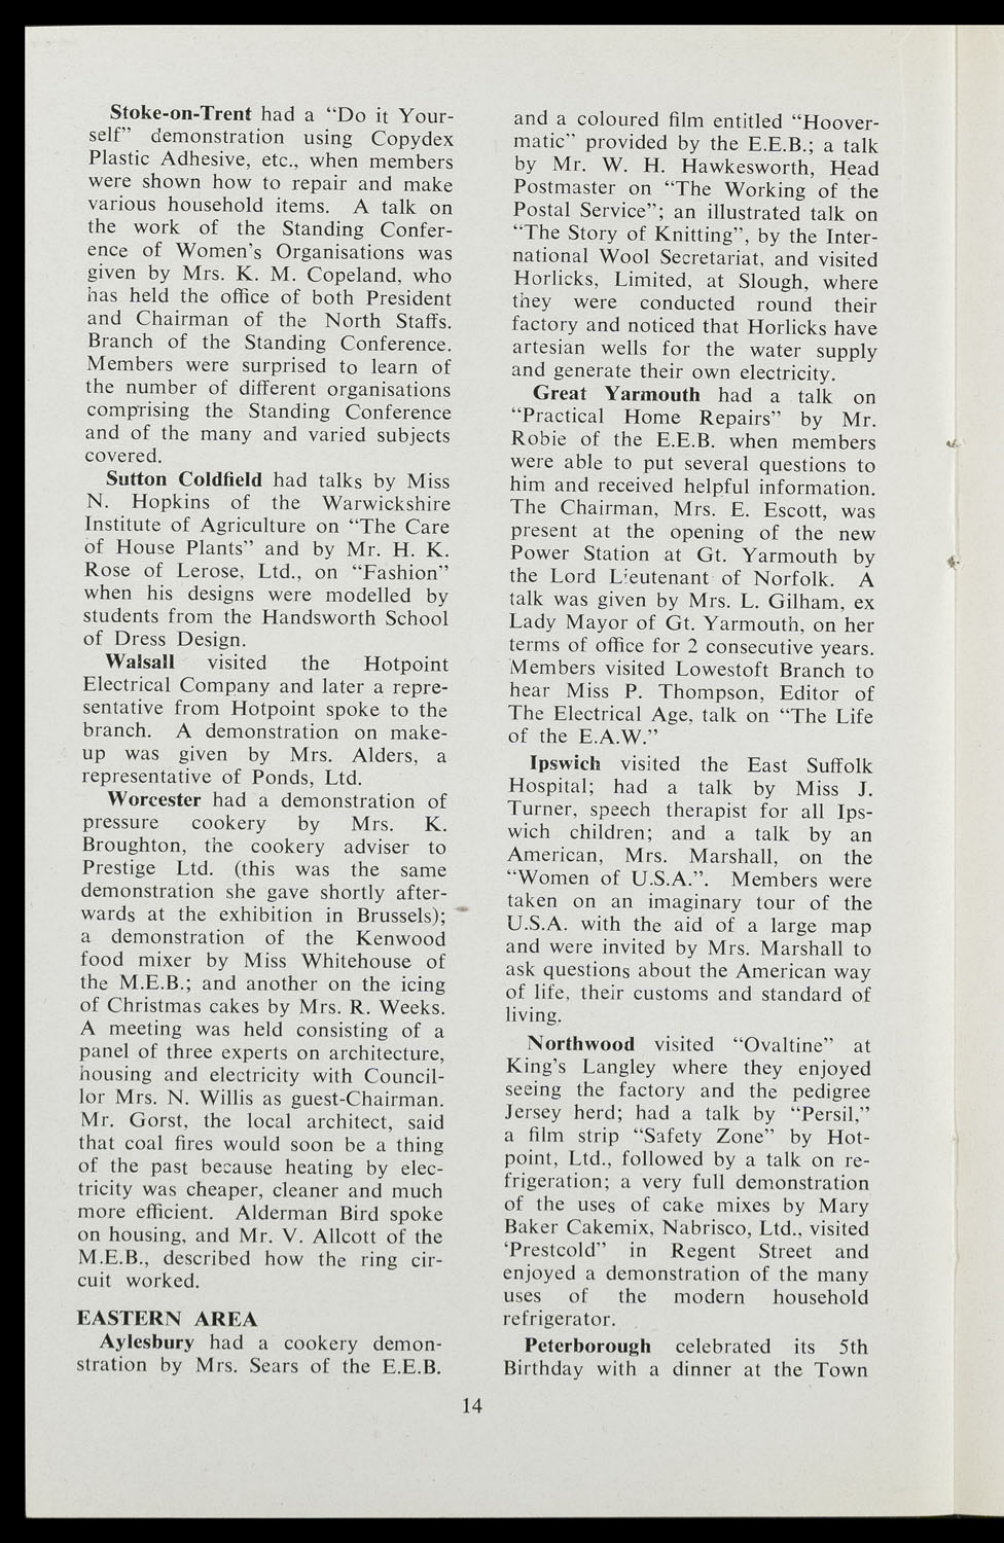 Stoke-on-Trent had a “Do it Your-
self” demonstration using Copydex
Plastic Adhesive, etc., when members
were shown how to repair and make
various household items. A talk on
the work of the Standing Confer-
ence of Women's Organisations was
given by Mrs. K. M. Copeland, who
has held the office of both President
and Chairman of the North Staffs.
Branch of the Standing Conference.
Members were surprised to learn of
the number of different organisations
comprising the Standing Conference
and of the many and varied subjects
covered.
Sutton Coldfield had talks by Miss
N. Hopkins of the Warwickshire
Institute of Agriculture on “The Care
of House Plants” and by Mr. H. K.
Rose of Lerose, Ltd., on “Fashion”
when his designs were modelled by
students from the Handsworth School
of Dress Design.
Walsall visited the Hotpoint
Electrical Company and later a repre-
sentative from Hotpoint spoke to the
branch. A demonstration on make-
up was given by Mrs. Alders, a
representative of Ponds, Ltd.
Worcester had a demonstration of
pressure cookery by Mrs. K.
Broughton, the cookery adviser to
Prestige Ltd. (this was the same
demonstration she gave shortly after-
wards at the exhibition in Brussels);
a demonstration of the Kenwood
food mixer by Miss Whitehouse of
the M.E.B.; and another on the icing
of Christmas cakes by Mrs. R. Weeks.
A meeting was held consisting of a
panel of three experts on architecture,
housing and electricity with Council-
lor Mrs. N. Willis as guest-Chairman.
Mr. Gorst, the local architect, said
that coal fires would soon be a thing
of the past because heating by elec-
tricity was cheaper, cleaner and much
more efficient. Alderman Bird spoke
on housing, and Mr. V. Allcott of the
M.E.B., described how the ring cir-
cuit worked.
EASTERN AREA
Aylesbury had a cookery demon-
stration by Mrs. Sears of the E.E.B.
and a coloured film entitled “Hoover-
matic” provided by the E.E.B.; a talk
by Mr. W. H. Hawkesworth, Head
Postmaster on “The Working of the
Postal Service”; an illustrated talk on
“The Story of Knitting”, by the Inter-
national Wool Secretariat, and visited
Horlicks, Limited, at Slough, where
they were conducted round their
factory and noticed that Horlicks have
artesian wells for the water supply
and generate their own electricity.
Great Yarmouth had a talk on
“Practical Home Repairs” by Mr.
Robie of the E.E.B. when members
were able to put several questions to
him and received helpful information.
The Chairman, Mrs. E. Escott, was
present at the opening of the new
Power Station at Gt. Yarmouth by
the Lord Lieutenant of Norfolk. A
talk was given by Mrs. L. Gilham, ex
Lady Mayor of Gt. Yarmouth, on her
terms of office for 2 consecutive years.
Members visited Lowestoft Branch to
hear Miss P. Thompson, Editor of
The Electrical Age, talk on “The Life
of the E.A.W.”
Ipswich visited the East Suffolk
Hospital; had a talk by Miss J.
Turner, speech therapist for all Ips-
wich children; and a talk by an
American, Mrs. Marshall, on the
“Women of U.S.A.”. Members were
taken on an imaginary tour of the
U.S.A. with the aid of a large map
and were invited by Mrs. Marshall to
ask questions about the American way
of life, their customs and standard of
living.
Northwood visited “Ovaltine” at
King's Langley where they enjoyed
seeing the factory and the pedigree
Jersey herd; had a talk by “Persil,”
a film strip “Safety Zone” by Hot-
point, Ltd., followed by a talk on re-
frigeration; a very full demonstration
of the uses of cake mixes by Mary
Baker Cakemix, Nabrisco, Ltd., visited
‘Prestcold” in Regent Street and
enjoyed a demonstration of the many
uses of the modern household
refrigerator.
Peterborough celebrated its 5th
Birthday with a dinner at the Town
14